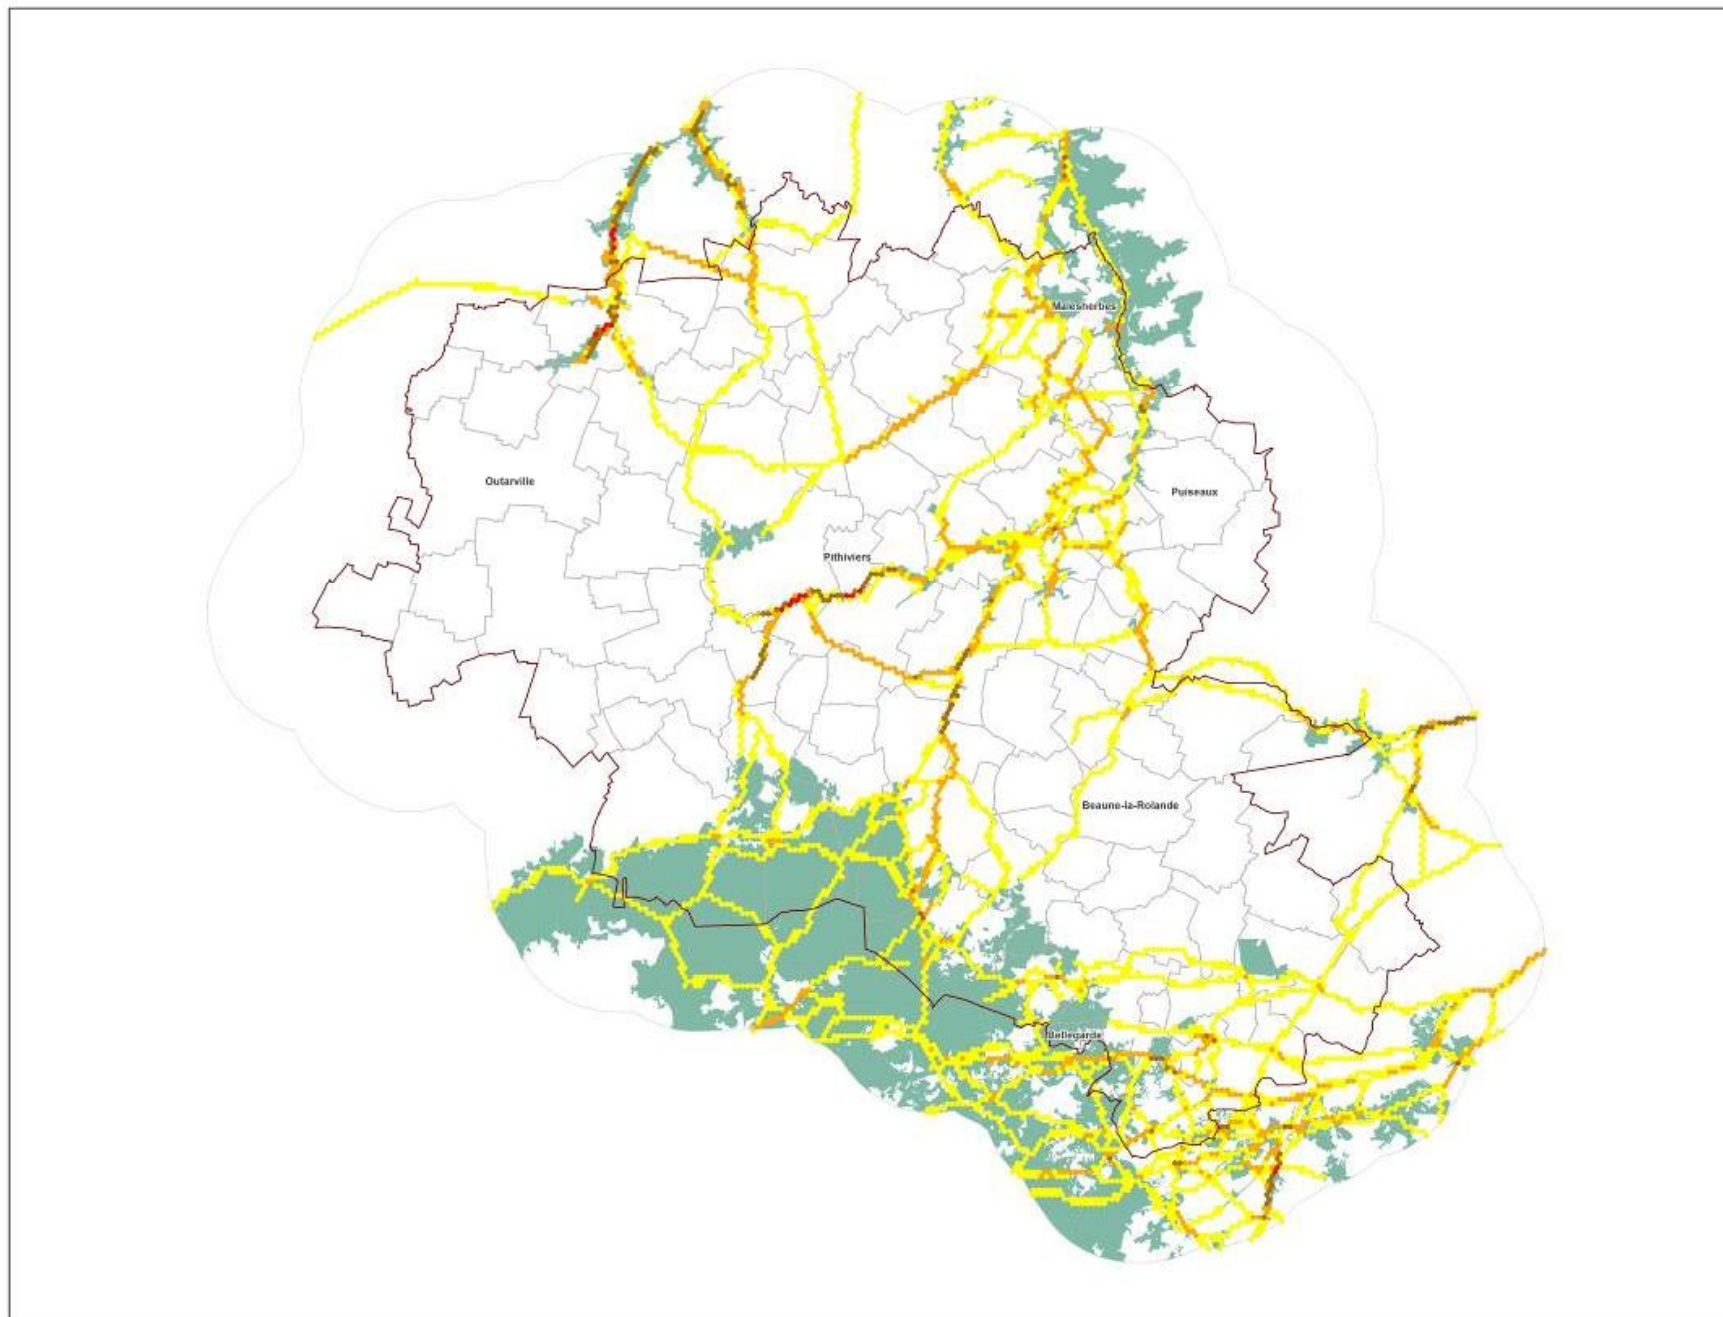 Malesherbes
Outarville
Puiseaux
Pithiviers
Beaune-la-Rolande
Bellegarde